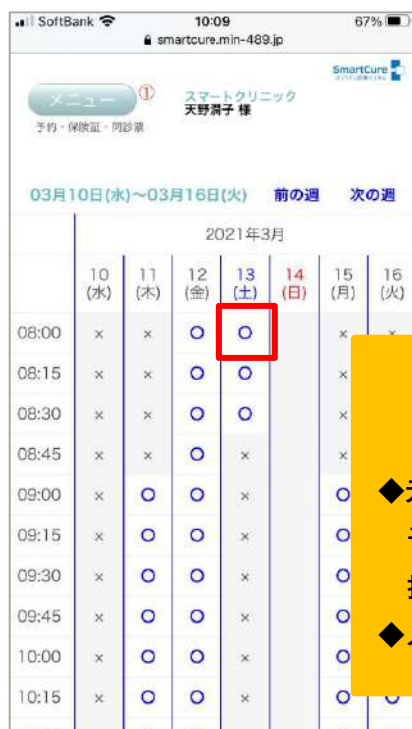 SoftBank 10:09 67%
smartcure.min-489.jp
SmartCure
メニュー ①
予約・保険証・問診票
スマートクリニック
天野潤子 様
03月10日(水)～03月16日(火) 前の週 次の週
2021年3月
10 11 12 13 14 15 16
(水) (木) (金) (土) (日) (月) (火)
08:00 × × O O × ×
08:15 × × O O ×
08:30 × × O O ×
08:45 × × O × ×
09:00 × O O × O
09:15 × O O × O
09:30 × O O × O
09:45 × O O × O
10:00 × O O × O
10:15 × O O × O O
◆
◆